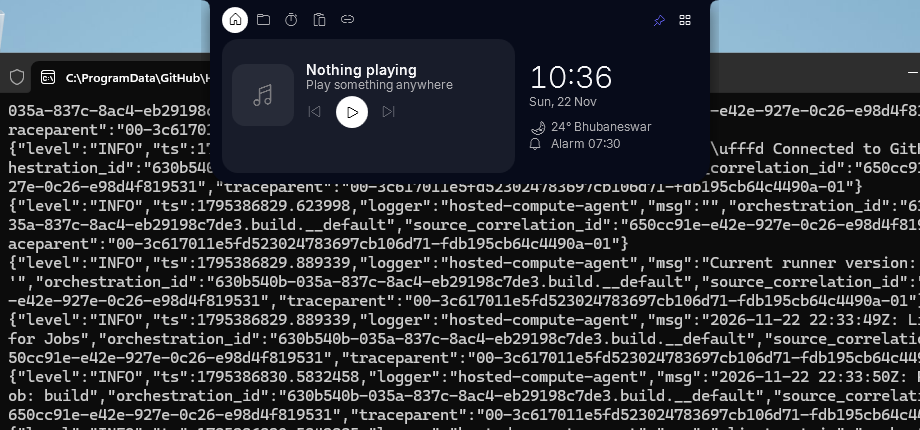 Nothing playing
Play something anywhere
10:36
Sun, 22 Nov
24° Bhubaneswar
Alarm 07:30
C:\ProgramData\GitHub\H
035a-837c-8ac4-eb29198c -e42e-927e-0c26-e98d4f81
raceparent":"00-3c61701
{"level":"INFO","ts":17 \ufffd Connected to GitH
hestration_id":"630b540 _correlation_id":"650cc91
27e-0c26-e98d4f819531","traceparent":"00-3c617011e5fd523024783697cb106d71-fdb195cb64c4490a-01"}
{"level":"INFO","ts":1795386829.623998,"logger":"hosted-compute-agent","msg":"","orchestration_id":"63
35a-837c-8ac4-eb29198c7de3.build.__default","source_correlation_id":"650cc91e-e42e-927e-0c26-e98d4f819
aceparent":"00-3c617011e5fd523024783697cb106d71-fdb195cb64c4490a-01"}
{"level":"INFO","ts":1795386829.889339,"logger":"hosted-compute-agent","msg":"Current runner version:
'","orchestration_id":"630b540b-035a-837c-8ac4-eb29198c7de3.build.__default","source_correlation_id":"
-e42e-927e-0c26-e98d4f819531","traceparent":"00-3c617011e5fd523024783697cb106d71-fdb195cb64c4490a-01"
{"level":"INFO","ts":1795386829.889339,"logger":"hosted-compute-agent","msg":"2026-11-22 22:33:49Z: Li
for Jobs","orchestration_id":"630b540b-035a-837c-8ac4-eb29198c7de3.build.__default","source_correlatio
50cc91e-e42e-927e-0c26-e98d4f819531","traceparent":"00-3c617011e5fd523024783697cb106d71-fdb195cb64c449
{"level":"INFO","ts":1795386830.5832458,"logger":"hosted-compute-agent","msg":"2026-11-22 22:33:50Z: R
ob: build","orchestration_id":"630b540b-035a-837c-8ac4-eb29198c7de3.build.__default","source_correlati
650cc91e-e42e-927e-0c26-e98d4f819531","traceparent":"00-3c617011e5fd523024783697cb106d71-fdb195cb64c44